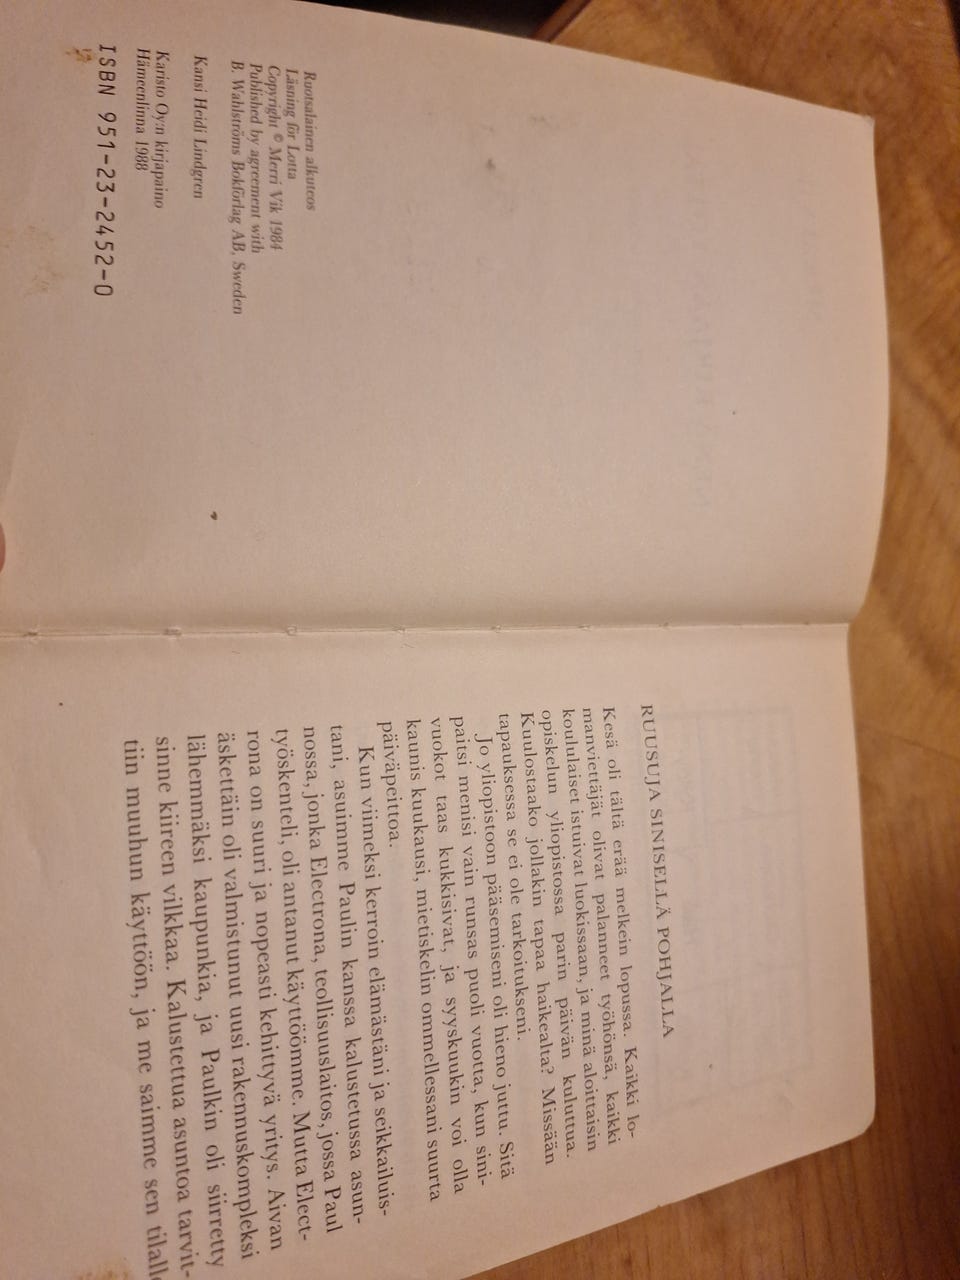 Ruotsalainen alkuteos
Läsning för Lotta
Copyright © Merri Vik 1984
Published by agreement with
B. Wahlströms Bokförlag AB, Sweden
Kansi Heidi Lindgren
Karisto Oy:n kirjapaino
Hämeenlinna 1988
ISBN 951-23-2452-0
RUUSUJA SINISELLÄ POHJALLA
Kesä oli tältä erää melkein lopussa. Kaikki lo-
manviettäjät olivat palanneet työhönsä, kaikki
koululaiset istuivat luokissaan, ja minä aloittaisin
opiskelun yliopistossa parin päivän kuluttua.
Kuulostaako jollakin tapaa haikealta? Missään
tapauksessa se ei ole tarkoitukseni.
Jo yliopistoon pääsemiseni oli hieno juttu. Sitä
paitsi menisi vain runsas puoli vuotta, kun sini-
vuokot taas kukkisivat, ja syyskuukin voi olla
kaunis kuukausi, mietiskelin ommellessani suurta
päiväpeittoa.
Kun viimeksi kerroin elämästäni ja seikkailuis-
tani, asuimme Paulin kanssa kalustetussa asun-
nossa, jonka Electrona, teollisuuslaitos, jossa Paul
työskenteli, oli antanut käyttöömme. Mutta Elect-
rona on suuri ja nopeasti kehittyvä yritys. Aivan
äskettäin oli valmistunut uusi rakennuskompleksi
lähemmäksi kaupunkia, ja Paulkin oli siirretty
sinne kiireen vilkkaa. Kalustettua asuntoa tarvit-
tiin muuhun käyttöön, ja me saimme sen tilalle